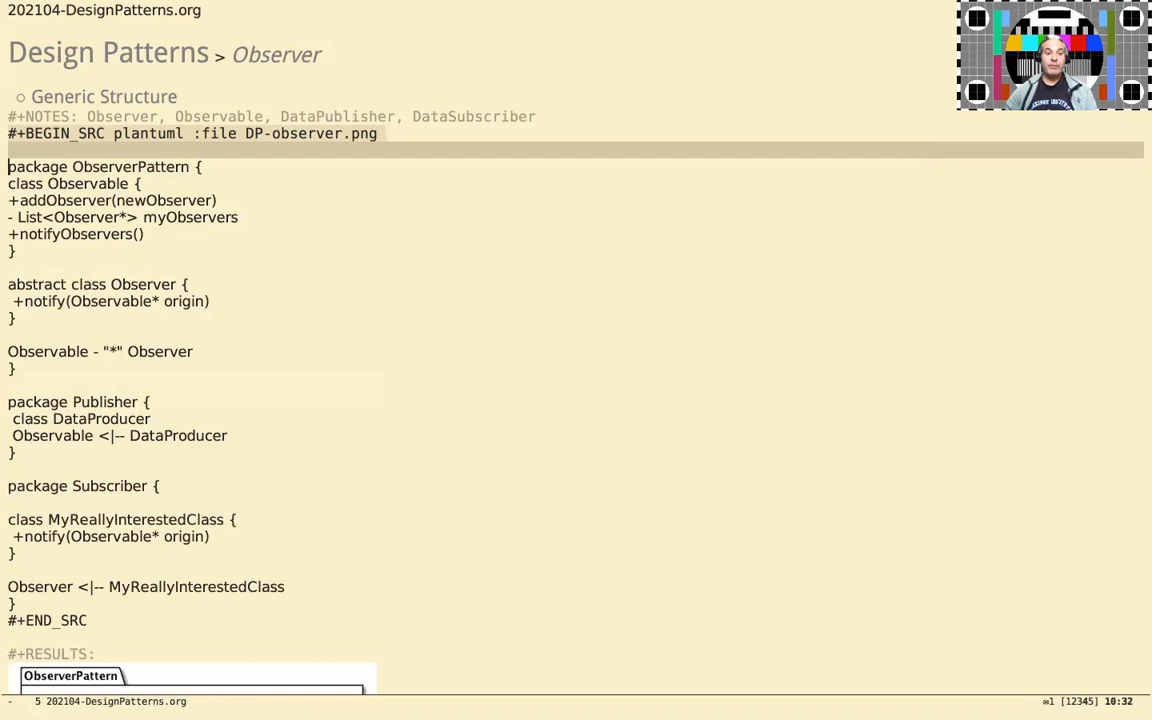 202104-DesignPatterns.org
Design Patterns > Observer
○ Generic Structure
#+NOTES: Observer, Observable, DataPublisher, DataSubscriber
#+BEGIN_SRC plantuml :file DP-observer.png
package ObserverPattern {
class Observable {
+addObserver(newObserver)
- List<Observer*> myObservers
+notifyObservers()
}
abstract class Observer {
+notify(Observable* origin)
}
Observable - "*" Observer
}
package Publisher {
class DataProducer
Observable <|-- DataProducer
}
package Subscriber {
class MyReallyInterestedClass {
+notify(Observable* origin)
}
Observer <|-- MyReallyInterestedClass
}
#+END_SRC
#+RESULTS:
ObserverPattern
- 5 202104-DesignPatterns.org ✉1 [12345] 10:32